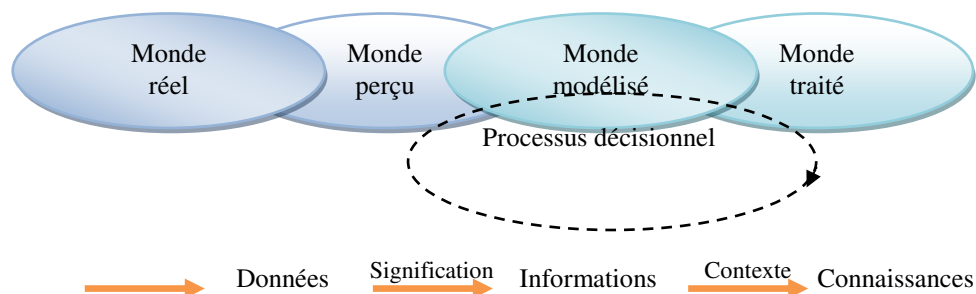 Monde
réel
Monde
perçu
Monde
modélisé
Monde
traité
Processus décisionnel
Données
Signification
Informations
Contexte
Connaissances